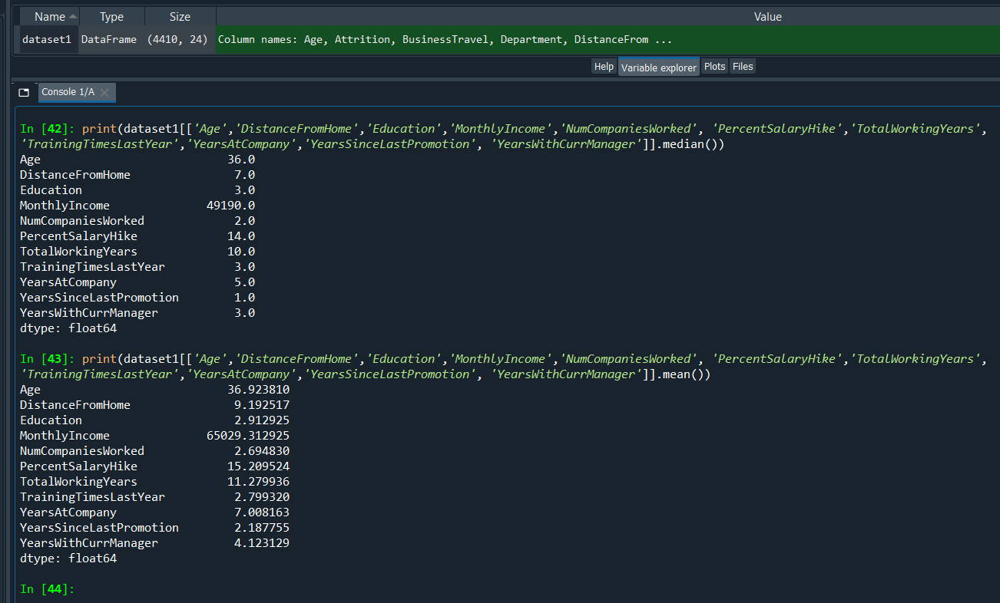 Name Type Size Value
dataset1 DataFrame (4410, 24) Column names: Age, Attrition, BusinessTravel, Department, DistanceFrom ...
Help Variable explorer Plots Files
Console 1/A
In [42]: print(dataset1[['Age','DistanceFromHome','Education','MonthlyIncome','NumCompaniesWorked', 'PercentSalaryHike','TotalWorkingYears',
'TrainingTimesLastYear','YearsAtCompany','YearsSinceLastPromotion', 'YearsWithCurrManager']].median())
Age 36.0
DistanceFromHome 7.0
Education 3.0
MonthlyIncome 49190.0
NumCompaniesWorked 2.0
PercentSalaryHike 14.0
TotalWorkingYears 10.0
TrainingTimesLastYear 3.0
YearsAtCompany 5.0
YearsSinceLastPromotion 1.0
YearsWithCurrManager 3.0
dtype: float64
In [43]: print(dataset1[['Age','DistanceFromHome','Education','MonthlyIncome','NumCompaniesWorked', 'PercentSalaryHike','TotalWorkingYears',
'TrainingTimesLastYear','YearsAtCompany','YearsSinceLastPromotion', 'YearsWithCurrManager']].mean())
Age 36.923810
DistanceFromHome 9.192517
Education 2.912925
MonthlyIncome 65029.312925
NumCompaniesWorked 2.694830
PercentSalaryHike 15.209524
TotalWorkingYears 11.279936
TrainingTimesLastYear 2.799320
YearsAtCompany 7.008163
YearsSinceLastPromotion 2.187755
YearsWithCurrManager 4.123129
dtype: float64
In [44]: